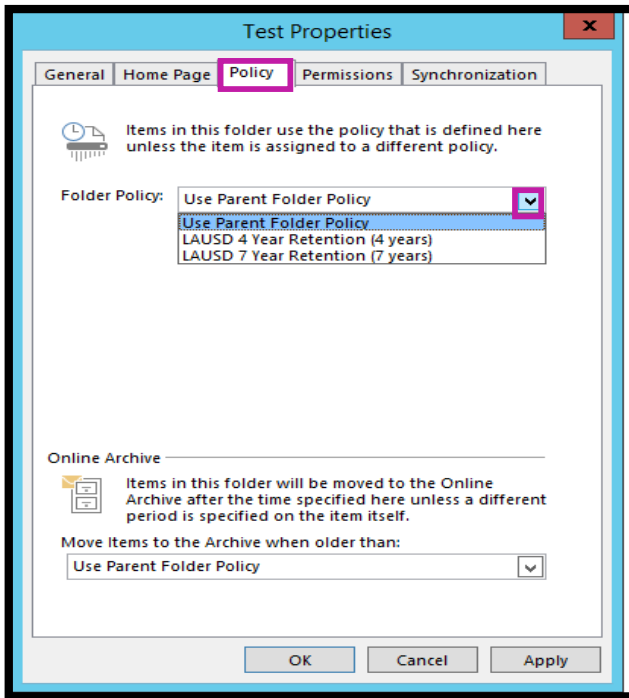 Test Properties
x
General Home Page Policy Permissions Synchronization
Items in this folder use the policy that is defined here
unless the item is assigned to a different policy.
Folder Policy: Use Parent Folder Policy
Use Parent Folder Policy
LAUSD 4 Year Retention (4 years)
LAUSD 7 Year Retention (7 years)
Online Archive
Items in this folder will be moved to the Online
Archive after the time specified here unless a different
period is specified on the item itself.
Move Items to the Archive when older than:
Use Parent Folder Policy
OK Cancel Apply